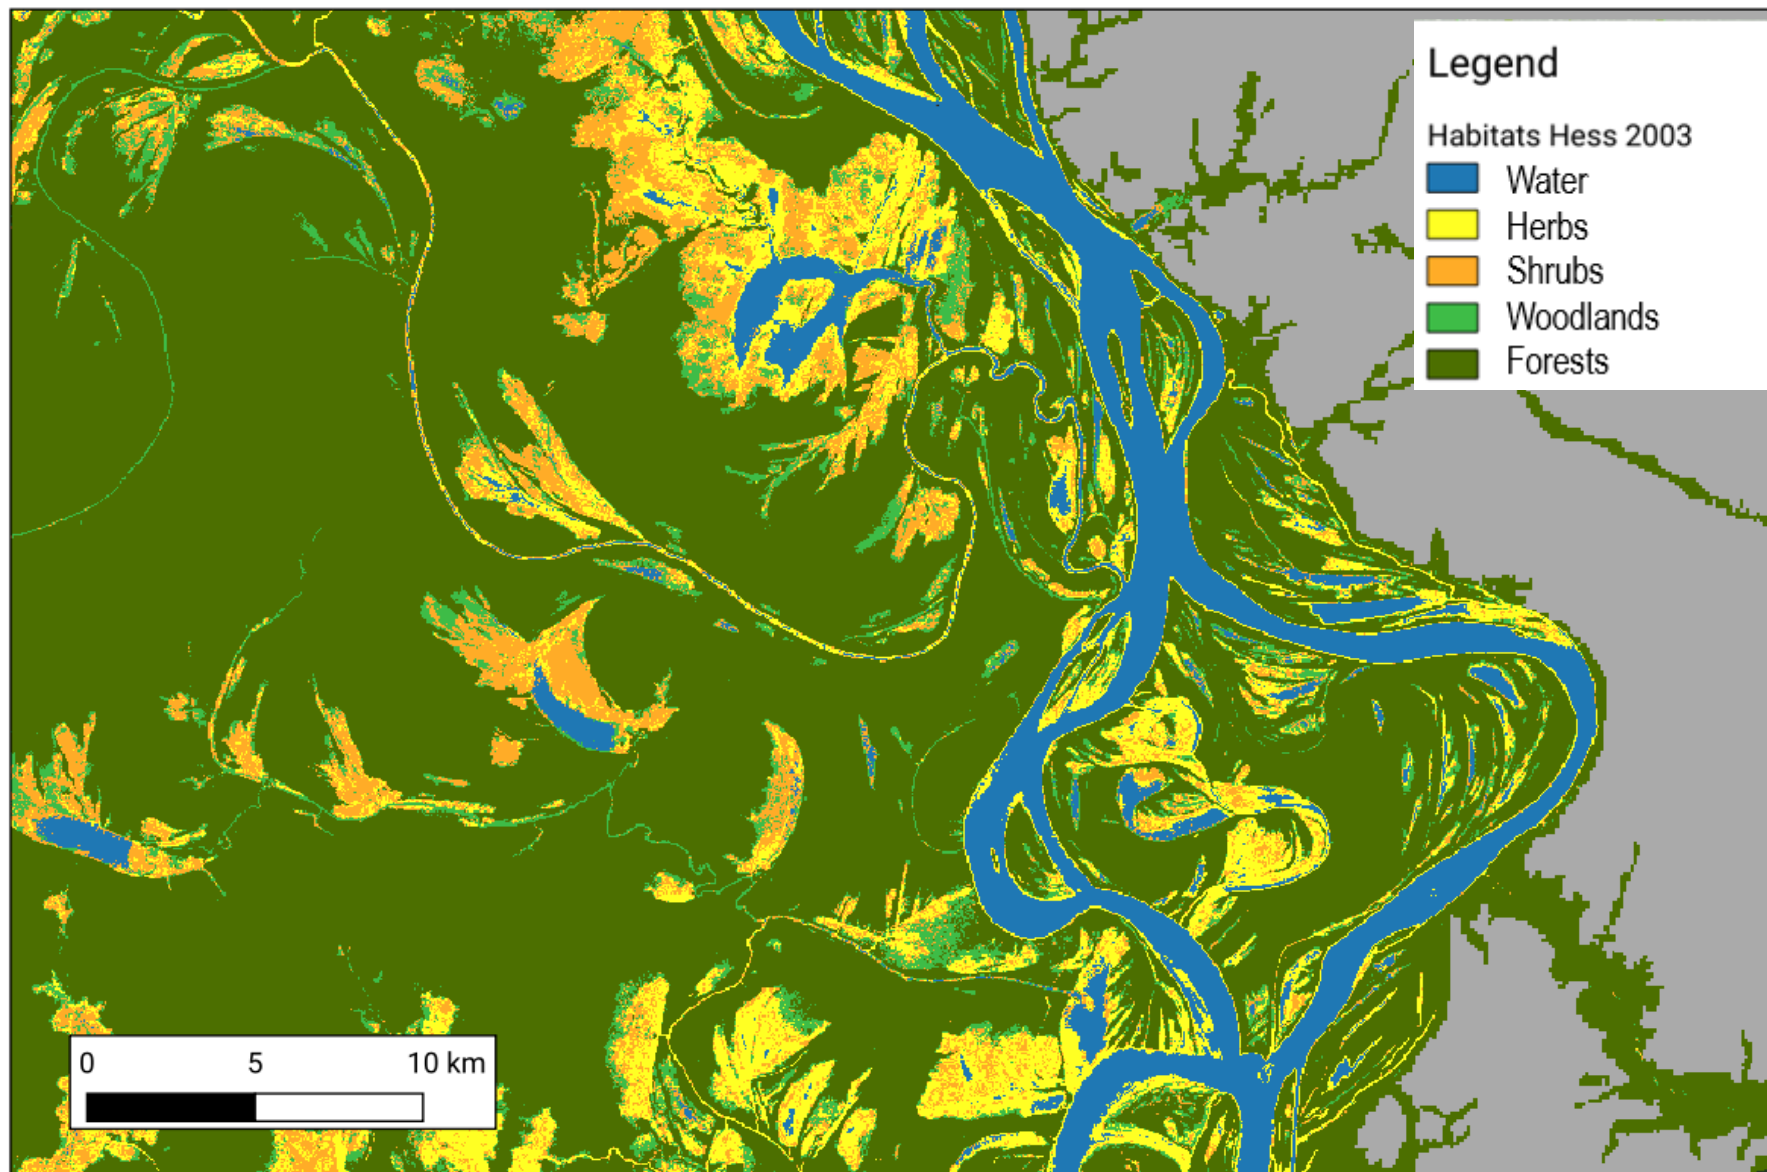 Legend
Habitats Hess 2003
Water
Herbs
Shrubs
Woodlands
Forests
0 5 10 km